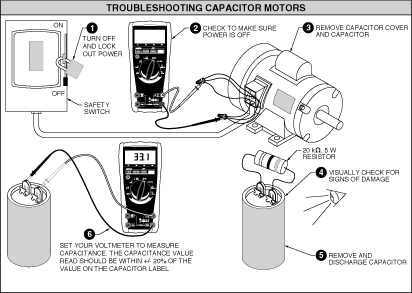 TROUBLESHOOTING CAPACITOR MOTORS
ON
OFF
1
TURN OFF
AND LOCK
OUT POWER
SAFETY
SWITCH
2 CHECK TO MAKE SURE
POWER IS OFF
3 REMOVE CAPACITOR COVER
AND CAPACITOR
20 kΩ, 5 W
RESISTOR
4 VISUALLY CHECK FOR
SIGNS OF DAMAGE
5 REMOVE AND
DISCHARGE CAPACITOR
33.1
6
SET YOUR VOLTMETER TO MEASURE
CAPACITANCE. THE CAPACITANCE VALUE
READ SHOULD BE WITHIN +/- 20% OF THE
VALUE ON THE CAPACITOR LABEL